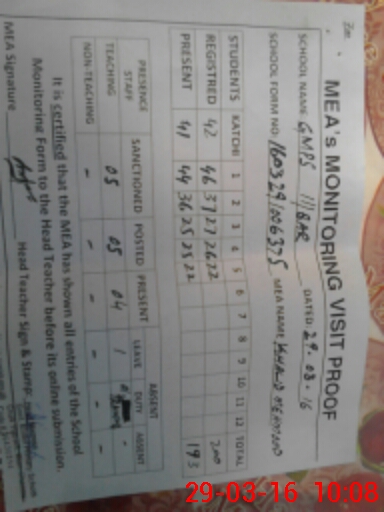 MEA's MONITORING VISIT PROOF
SCHOOL NAME GMPS DATED: 29.03.16
SCHOOL FORM NO: MEA NAME
STUDENTS KATCHI 1 2 3 4 5 6 7 8 9 10 11 12 TOTAL
REGISTRED 42 46 37 27 26 22 200
PRESENT 41 44 36 25 25 22 193
PRESENCE STAFF SANCTIONED POSTED PRESENT ABSENT
LEAVE DUTY ABSENT
TEACHING 05 05 04 1 -
NON-TEACHING - - - - -
It is certified that the MEA has shown all entries of the School
Monitoring Form to the Head Teacher before its online submission.
MEA Signature Head Teacher Sign & Stamp:
29-03-16 10:08